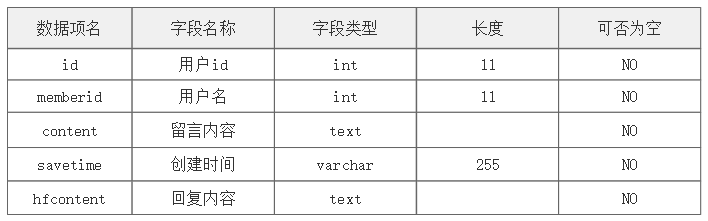 数据项名 字段名称 字段类型 长度 可否为空
id 用户id int 11 NO
memberid 用户名 int 11 NO
content 留言内容 text NO
savetime 创建时间 varchar 255 NO
hfcontent 回复内容 text NO